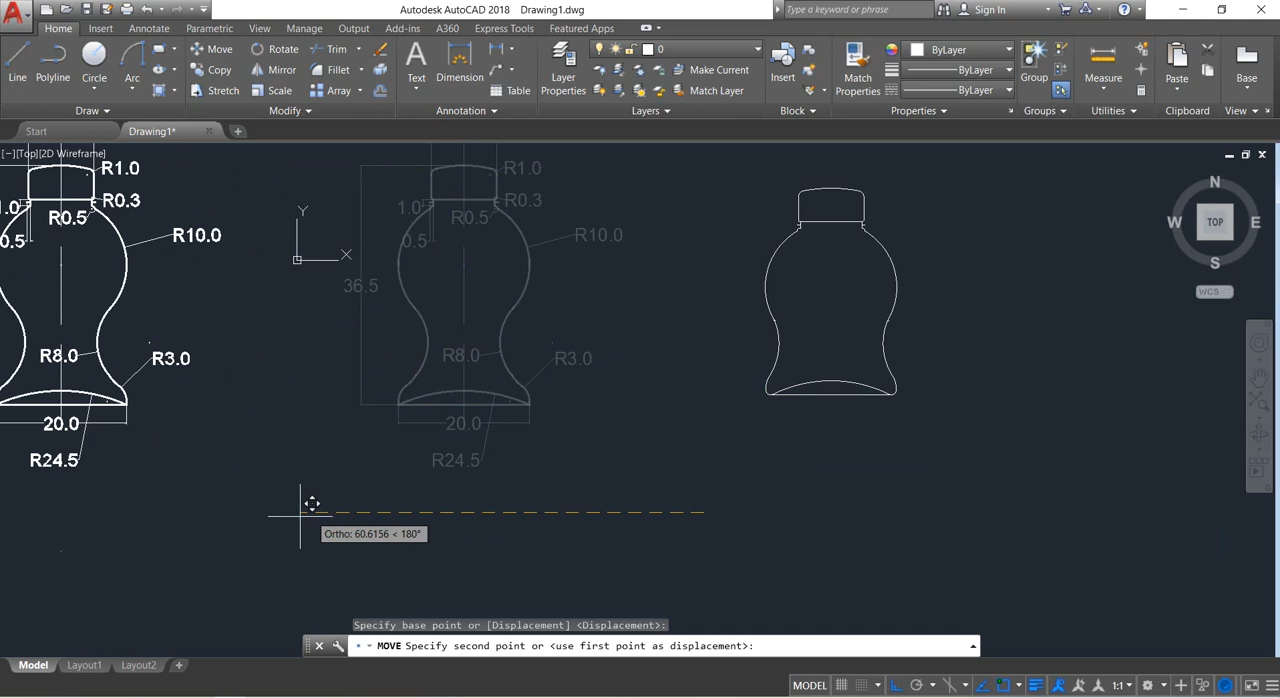 Autodesk AutoCAD 2018 Drawing1.dwg
Type a keyword or phrase
Sign In
Home Insert Annotate Parametric View Manage Output Add-ins A360 Express Tools Featured Apps
Line Polyline Circle Arc
Move Rotate Trim
Copy Mirror Fillet
Stretch Scale Array
Text Dimension Table
Layer Properties
0
Make Current
Match Layer
Insert
Match Properties
ByLayer
ByLayer
ByLayer
Group
Measure
Paste
Base
Draw Modify Annotation Layers Block Properties Groups Utilities Clipboard View
Start Drawing1*
[−][Top][2D Wireframe]
R1.0
1.0 R0.3
R0.5
0.5
R10.0
R8.0
R3.0
20.0
R24.5
Y
X
R1.0
1.0 R0.3
R0.5
0.5
R10.0
36.5
R8.0
R3.0
20.0
R24.5
N
W TOP E
S
WCS
Ortho: 60.6156 < 180°
Specify base point or [Displacement] <Displacement>:
MOVE Specify second point or <use first point as displacement>:
Model Layout1 Layout2
MODEL
1:1